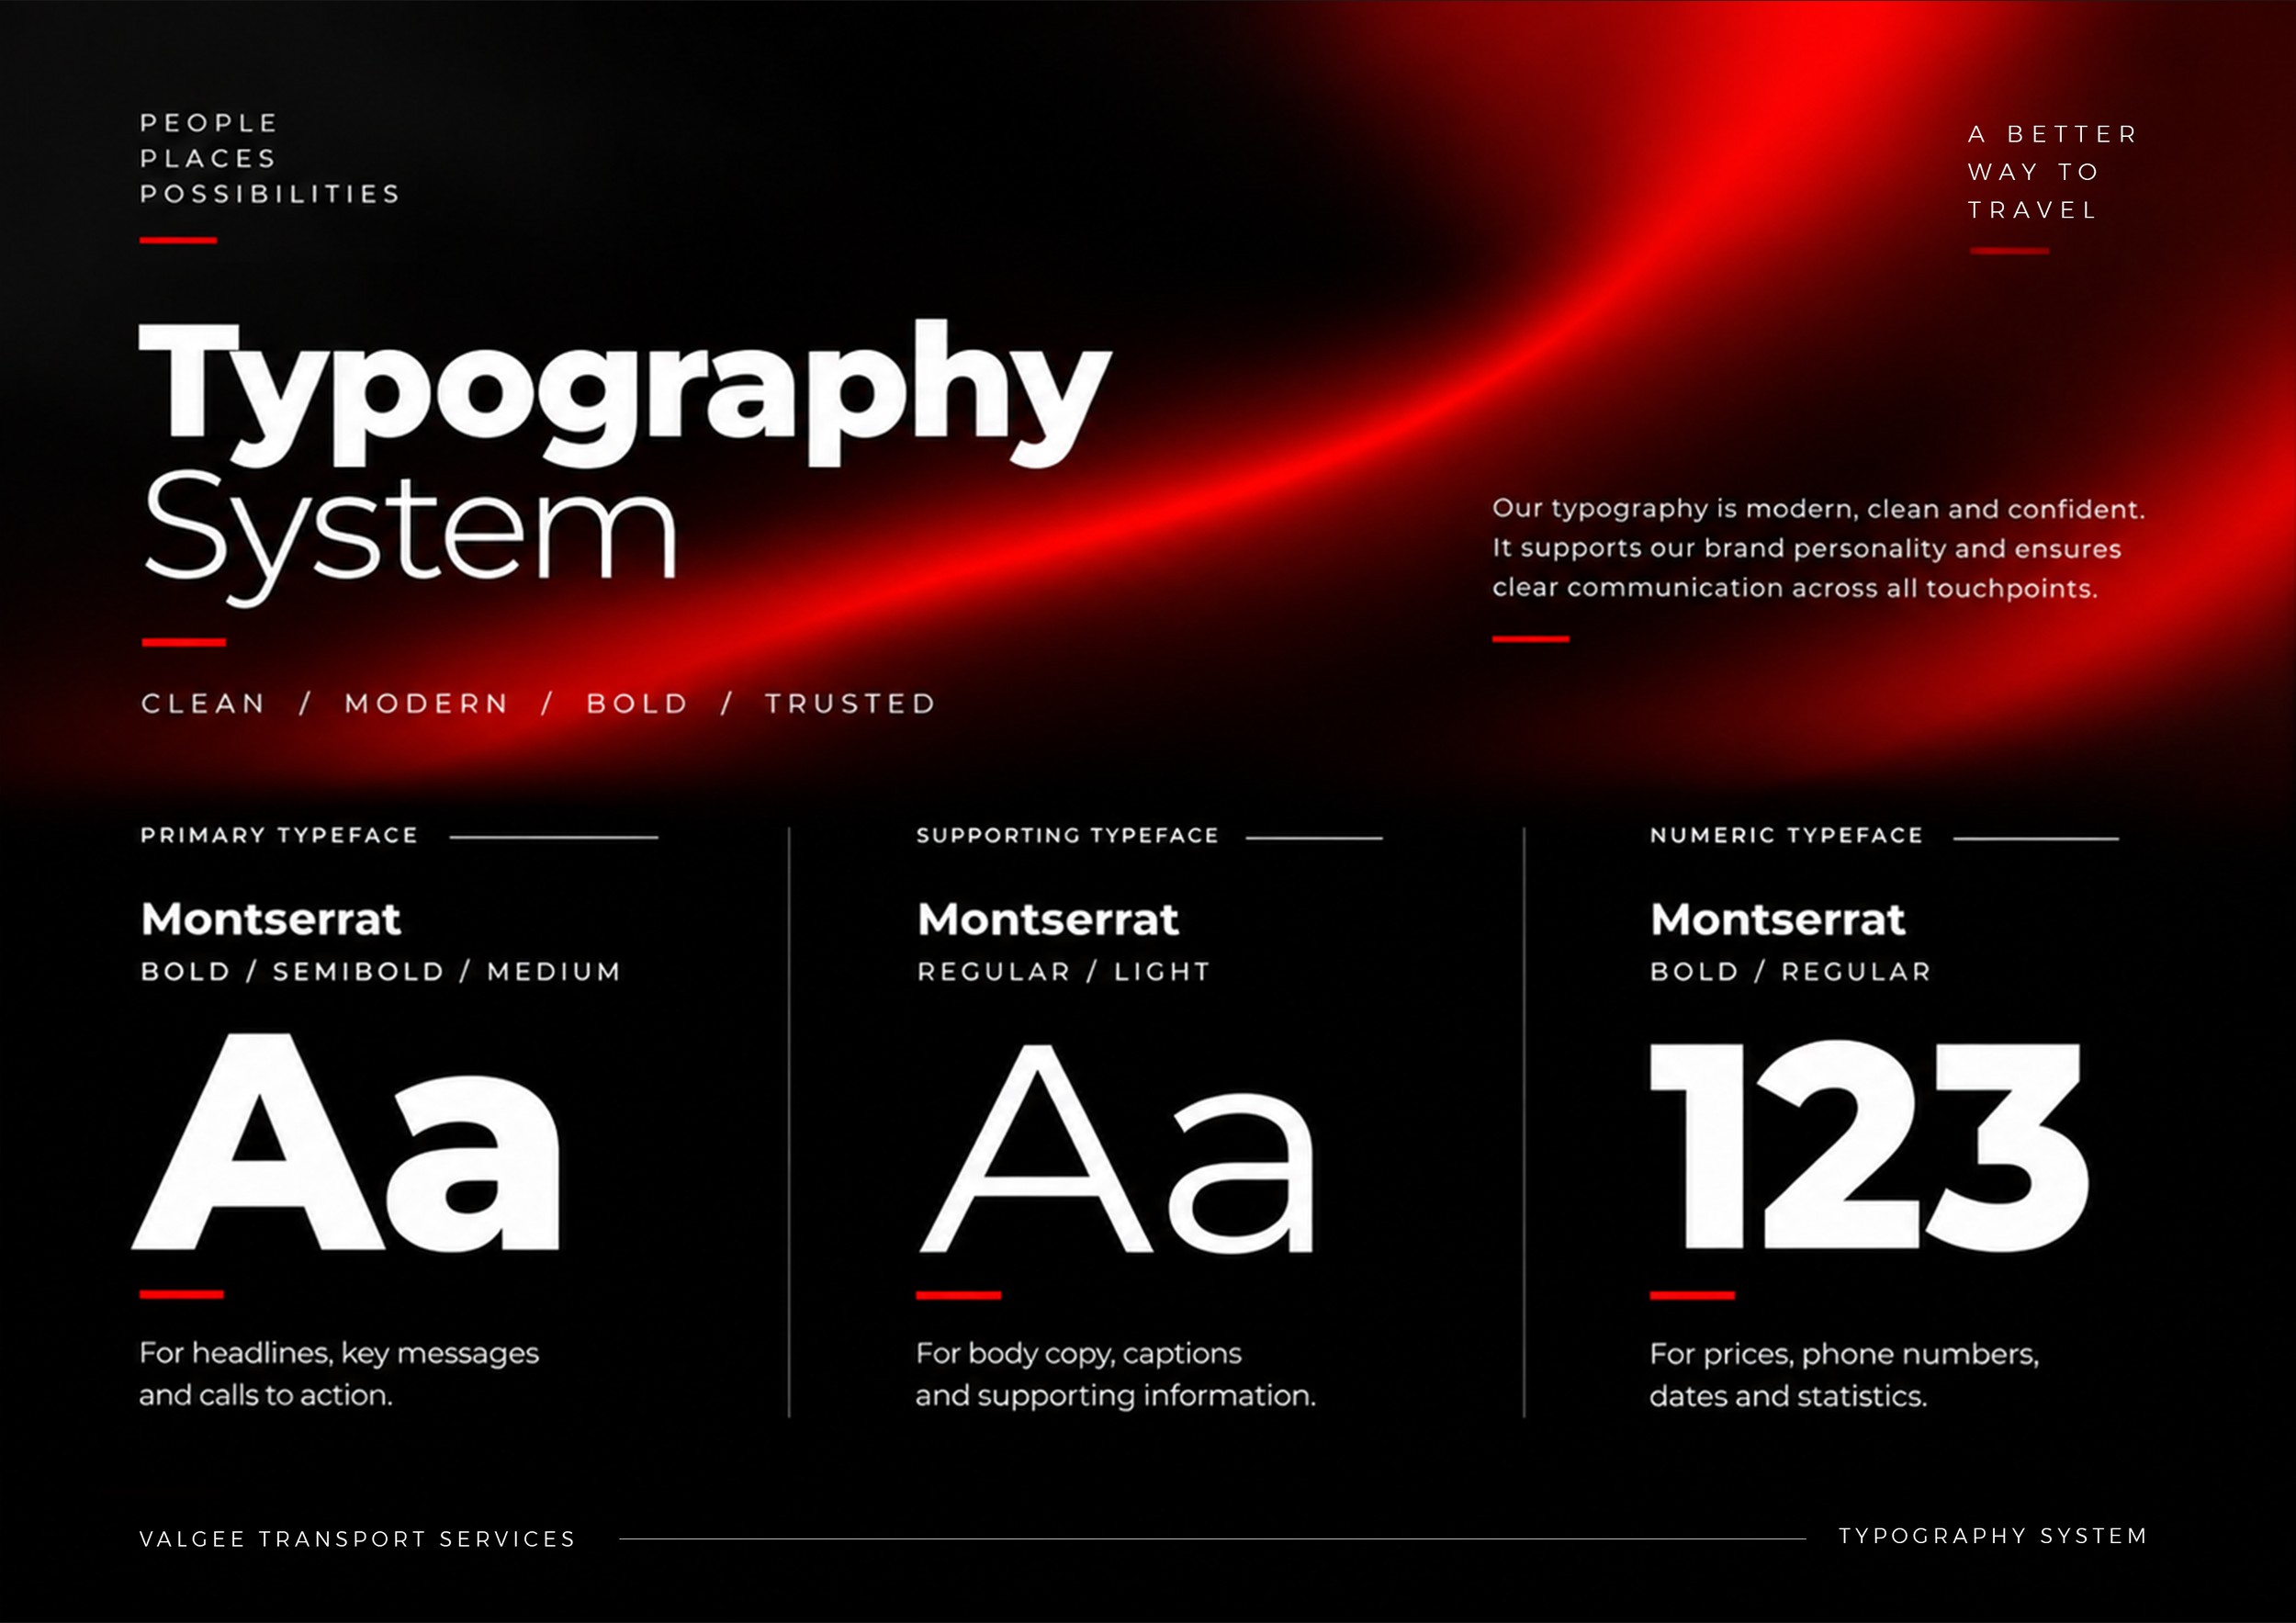 PEOPLE
PLACES
POSSIBILITIES
A BETTER
WAY TO
TRAVEL
Typography
System
Our typography is modern, clean and confident.
It supports our brand personality and ensures
clear communication across all touchpoints.
CLEAN / MODERN / BOLD / TRUSTED
PRIMARY TYPEFACE
Montserrat
BOLD / SEMIBOLD / MEDIUM
Aa
For headlines, key messages
and calls to action.
SUPPORTING TYPEFACE
Montserrat
REGULAR / LIGHT
Aa
For body copy, captions
and supporting information.
NUMERIC TYPEFACE
Montserrat
BOLD / REGULAR
123
For prices, phone numbers,
dates and statistics.
VALGEE TRANSPORT SERVICES
TYPOGRAPHY SYSTEM